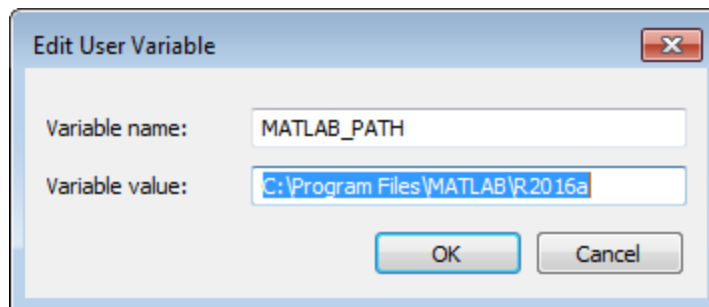 Edit User Variable
Variable name: MATLAB_PATH
Variable value: C:\Program Files\MATLAB\R2016a
OK Cancel